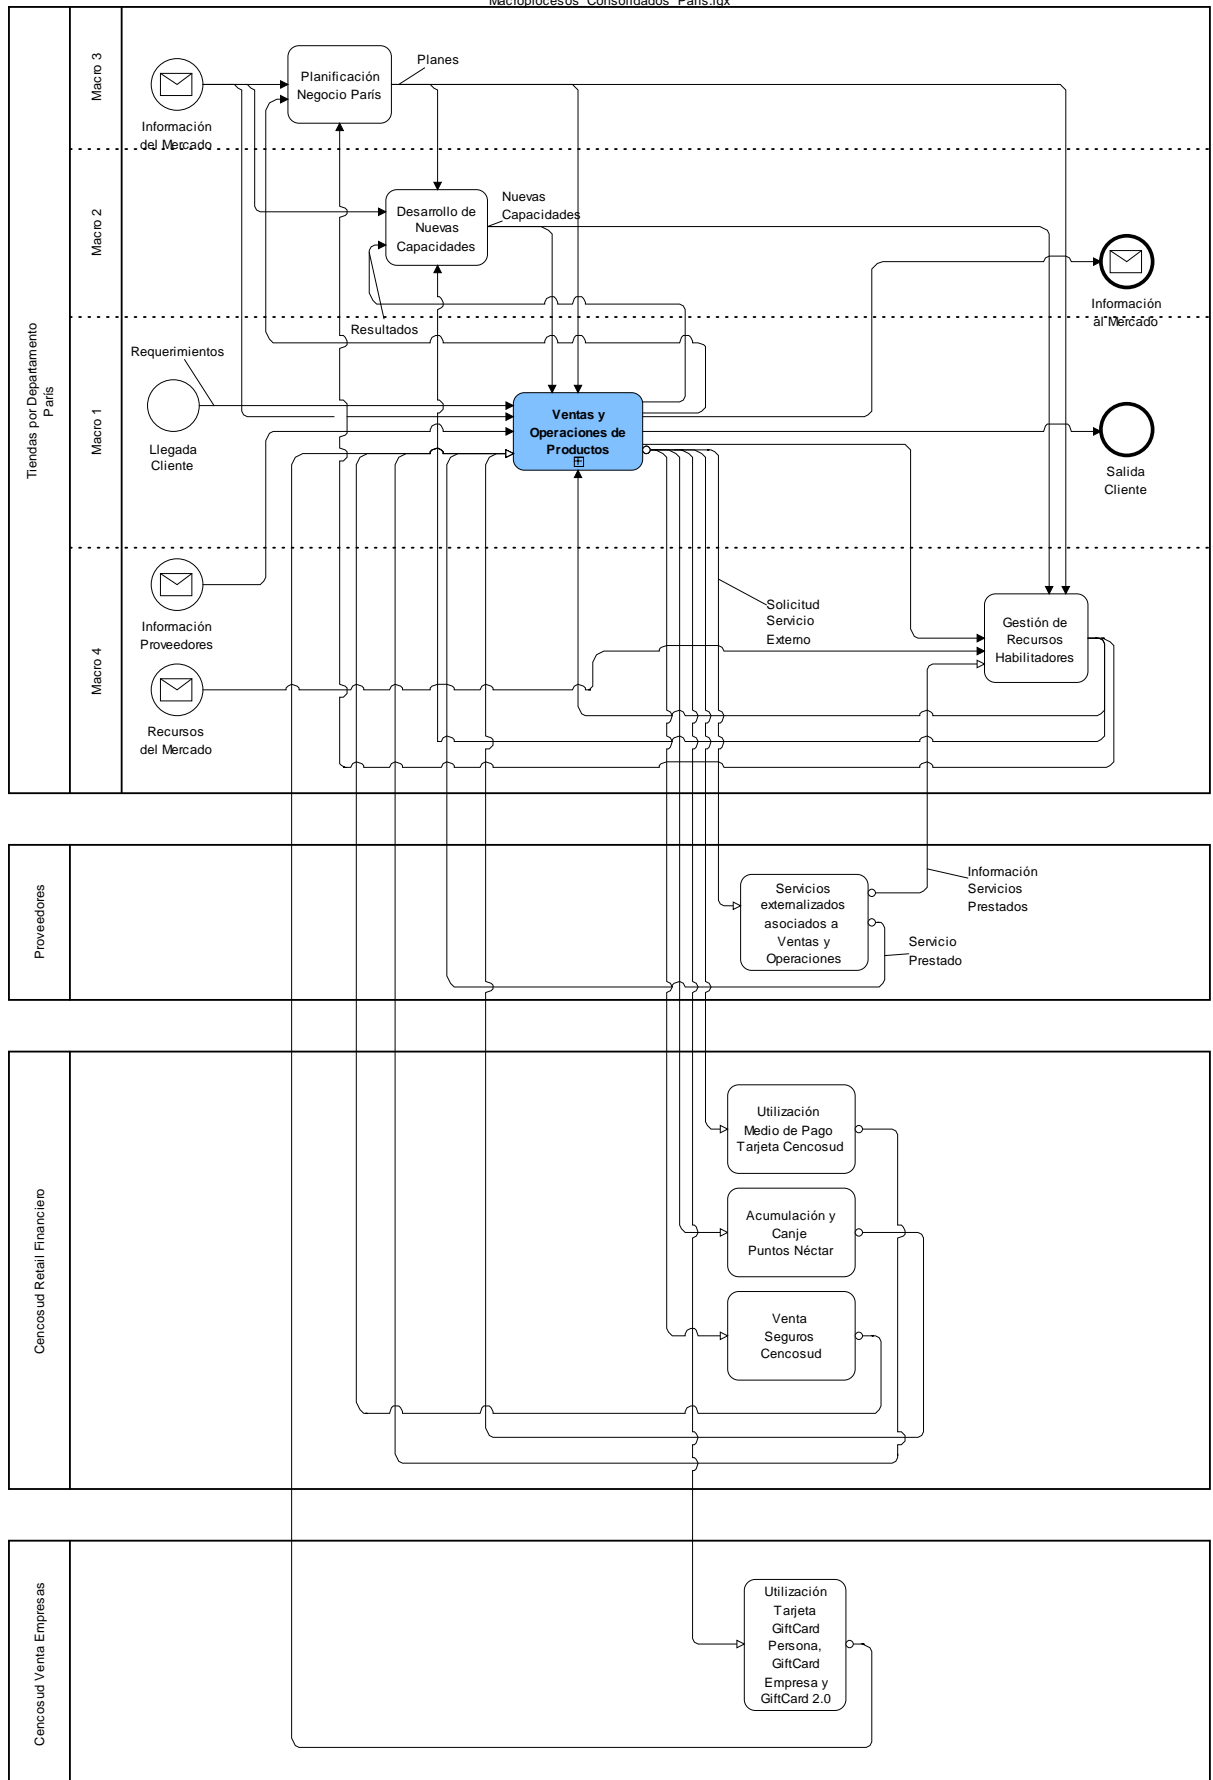 Macroprocesos Consolidados Paris.igx
Tiendas por Departamento
París
Macro 3
Información
del Mercado
Planificación
Negocio París
Planes
Macro 2
Desarrollo de
Nuevas
Capacidades
Nuevas
Capacidades
Resultados
Información
al Mercado
Macro 1
Requerimientos
Llegada
Cliente
Ventas y
Operaciones de
Productos
Salida
Cliente
Macro 4
Información
Proveedores
Recursos
del Mercado
Solicitud
Servicio
Externo
Gestión de
Recursos
Habilitadores
Proveedores
Servicios
externalizados
asociados a
Ventas y
Operaciones
Información
Servicios
Prestados
Servicio
Prestado
Cencosud Retail Financiero
Utilización
Medio de Pago
Tarjeta Cencosud
Acumulación y
Canje
Puntos Néctar
Venta
Seguros
Cencosud
Cencosud Venta Empresas
Utilización
Tarjeta
GiftCard
Persona,
GiftCard
Empresa y
GiftCard 2.0